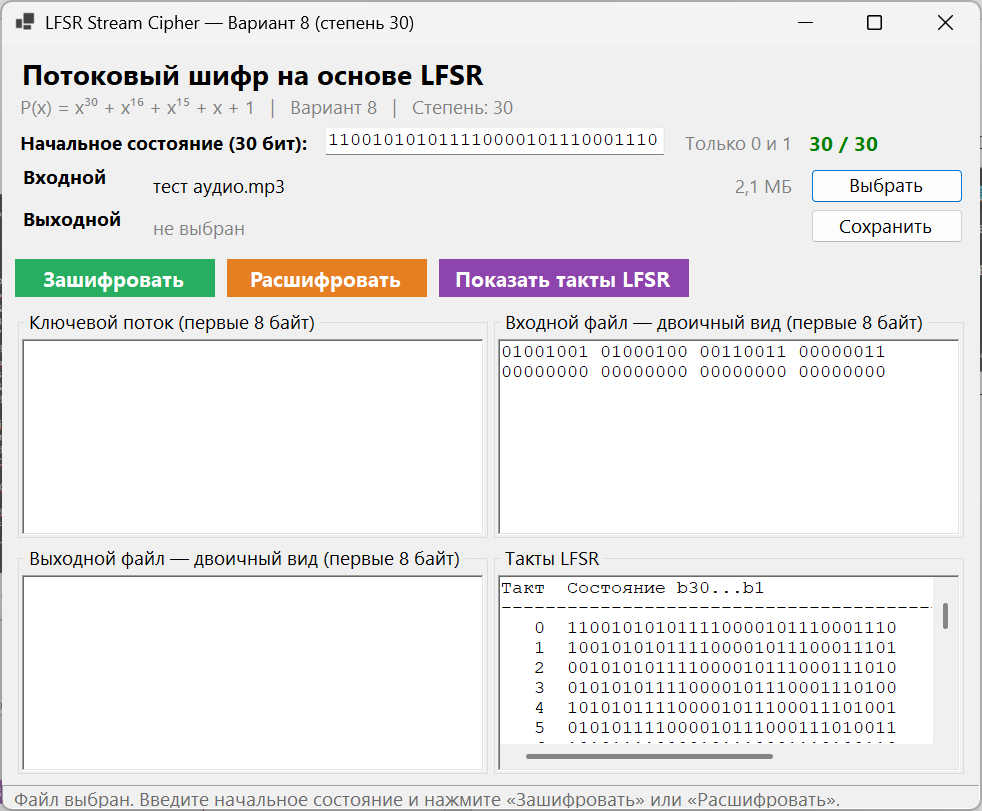 LFSR Stream Cipher — Вариант 8 (степень 30)
Потоковый шифр на основе LFSR
P(x) = x³⁰ + x¹⁶ + x¹⁵ + x + 1 | Вариант 8 | Степень: 30
Начальное состояние (30 бит): 110010101011110000101110001110 Только 0 и 1 30 / 30
Входной тест аудио.mp3 2,1 МБ Выбрать
Выходной не выбран Сохранить
Зашифровать Расшифровать Показать такты LFSR
Ключевой поток (первые 8 байт)
Входной файл — двоичный вид (первые 8 байт)
01001001 01000100 00110011 00000011
00000000 00000000 00000000 00000000
Выходной файл — двоичный вид (первые 8 байт)
Такты LFSR
Такт Состояние b30...b1
0 110010101011110000101110001110
1 100101010111100001011100011101
2 001010101111000010111000111010
3 010101011110000101110001110100
4 101010111100001011100011101001
5 010101111000010111000111010011
Файл выбран. Введите начальное состояние и нажмите «Зашифровать» или «Расшифровать».